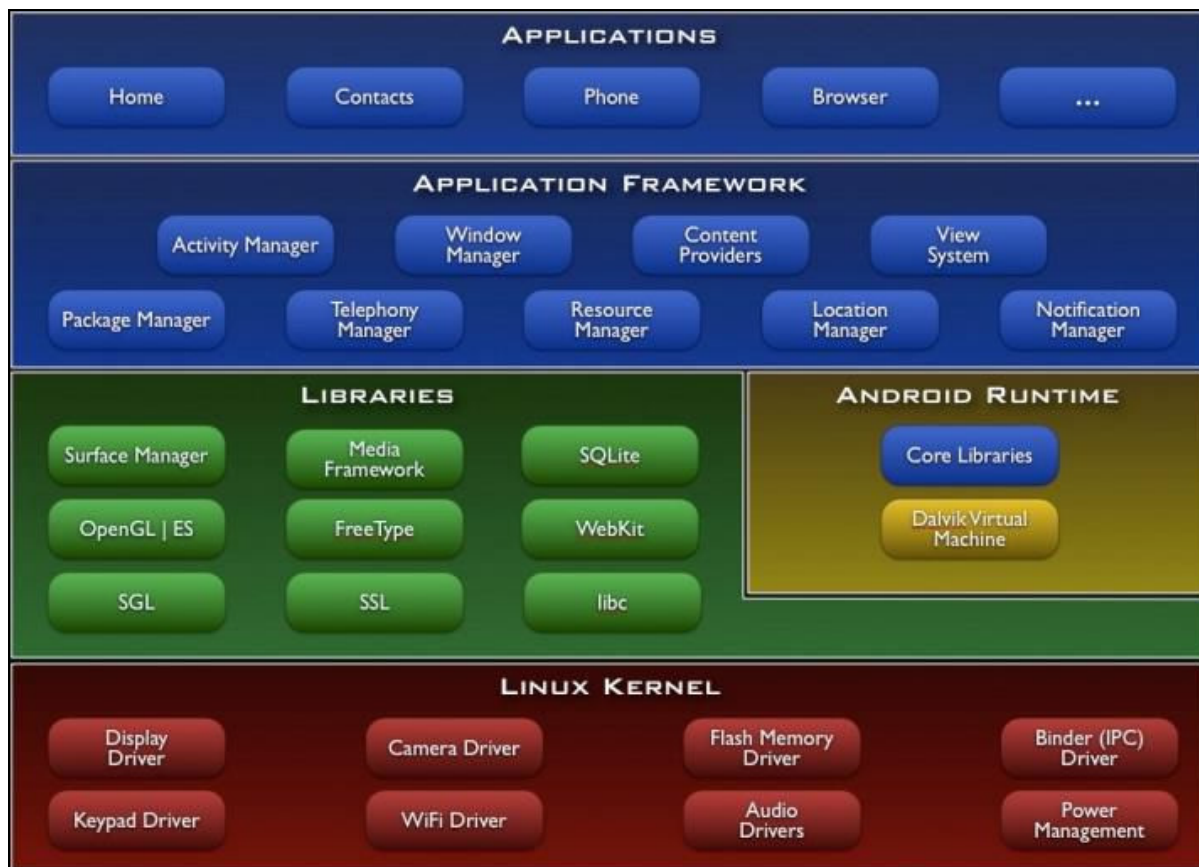 APPLICATIONS
Home
Contacts
Phone
Browser
...
APPLICATION FRAMEWORK
Activity Manager
Window
Manager
Content
Providers
View
System
Package Manager
Telephony
Manager
Resource
Manager
Location
Manager
Notification
Manager
LIBRARIES
Surface Manager
Media
Framework
SQLite
OpenGL | ES
FreeType
WebKit
SGL
SSL
libc
ANDROID RUNTIME
Core Libraries
Dalvik Virtual
Machine
LINUX KERNEL
Display
Driver
Camera Driver
Flash Memory
Driver
Binder (IPC)
Driver
Keypad Driver
WiFi Driver
Audio
Drivers
Power
Management